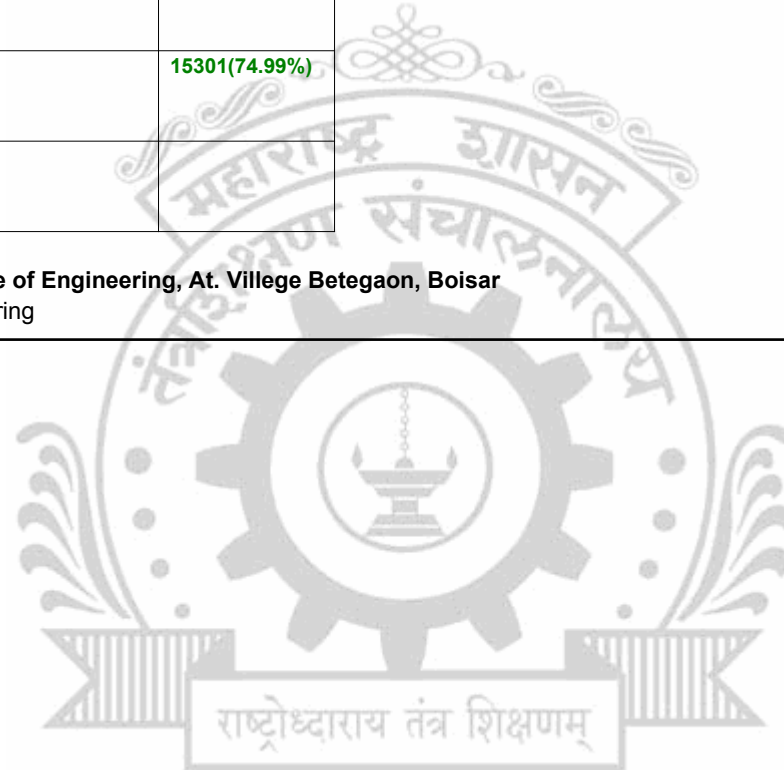 15301(74.99%)
महाराष्ट्र शासन
तंत्रशिक्षण संचालनालय
e of Engineering, At. Villege Betegaon, Boisar
ring
राष्ट्रोध्दाराय तंत्र शिक्षणम्